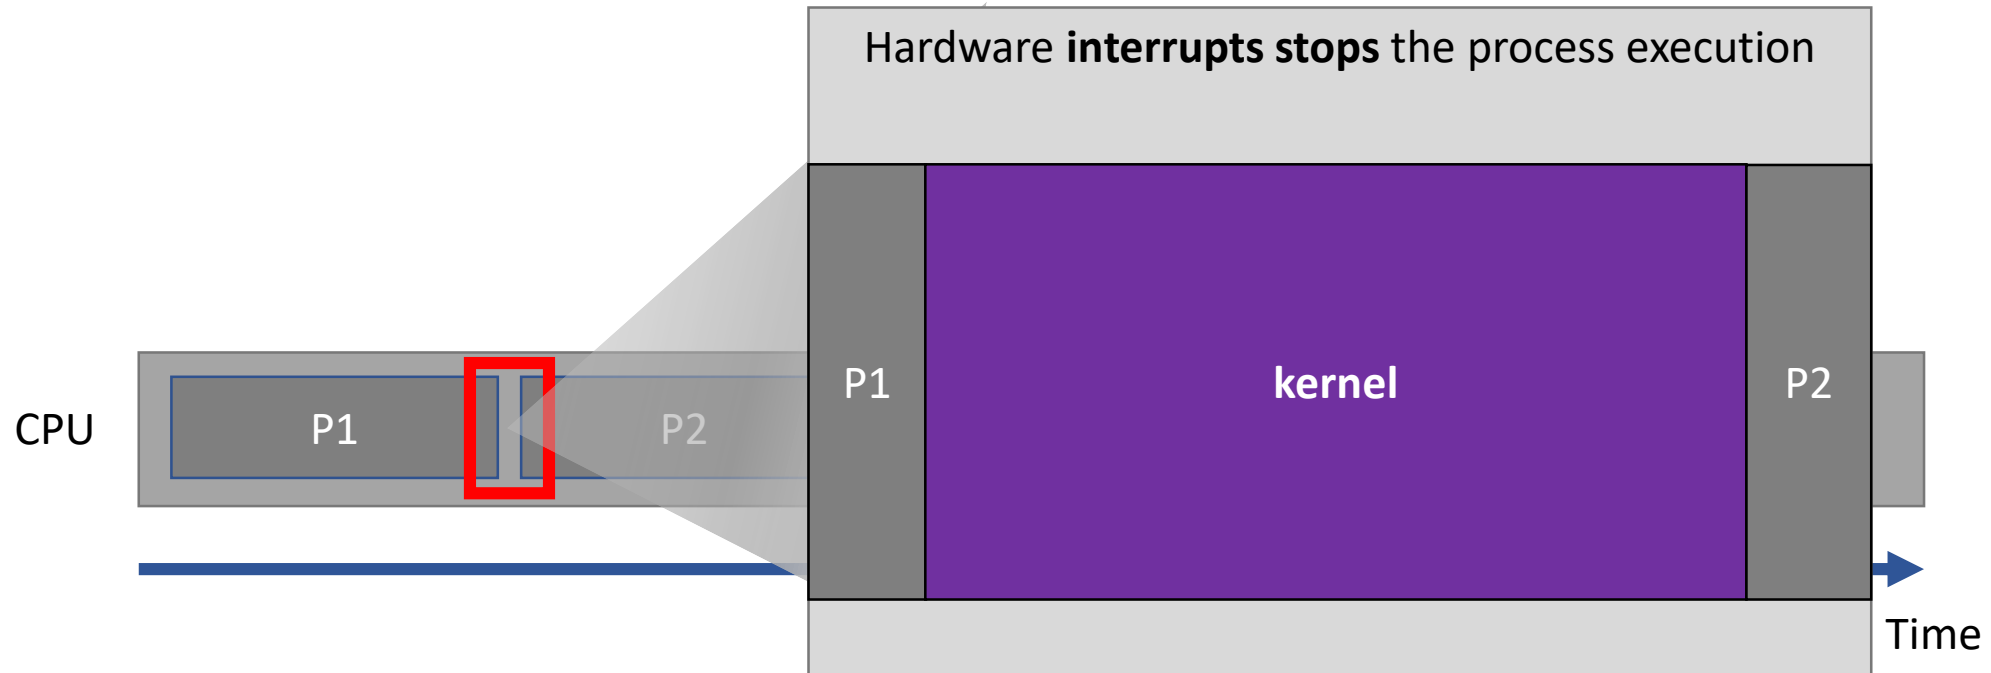 Hardware interrupts stops the process execution
P1
kernel
P2
CPU
P1
P2
Time